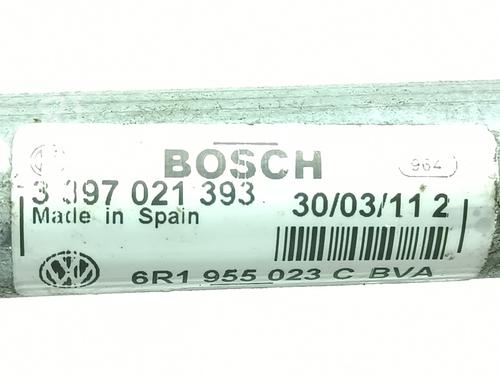 BOSCH 964
3 397 021 393 30/03/11 2
Made in Spain
6R1 955 023 C BVA